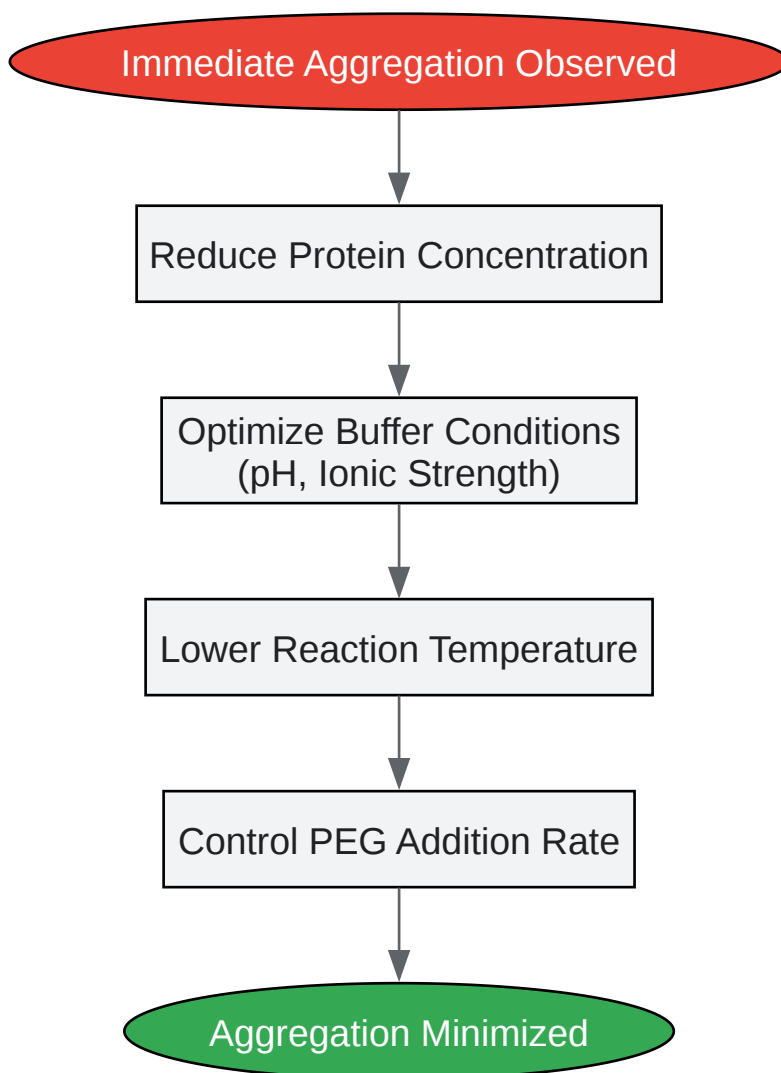 Immediate Aggregation Observed
Reduce Protein Concentration
Optimize Buffer Conditions
(pH, Ionic Strength)
Lower Reaction Temperature
Control PEG Addition Rate
Aggregation Minimized